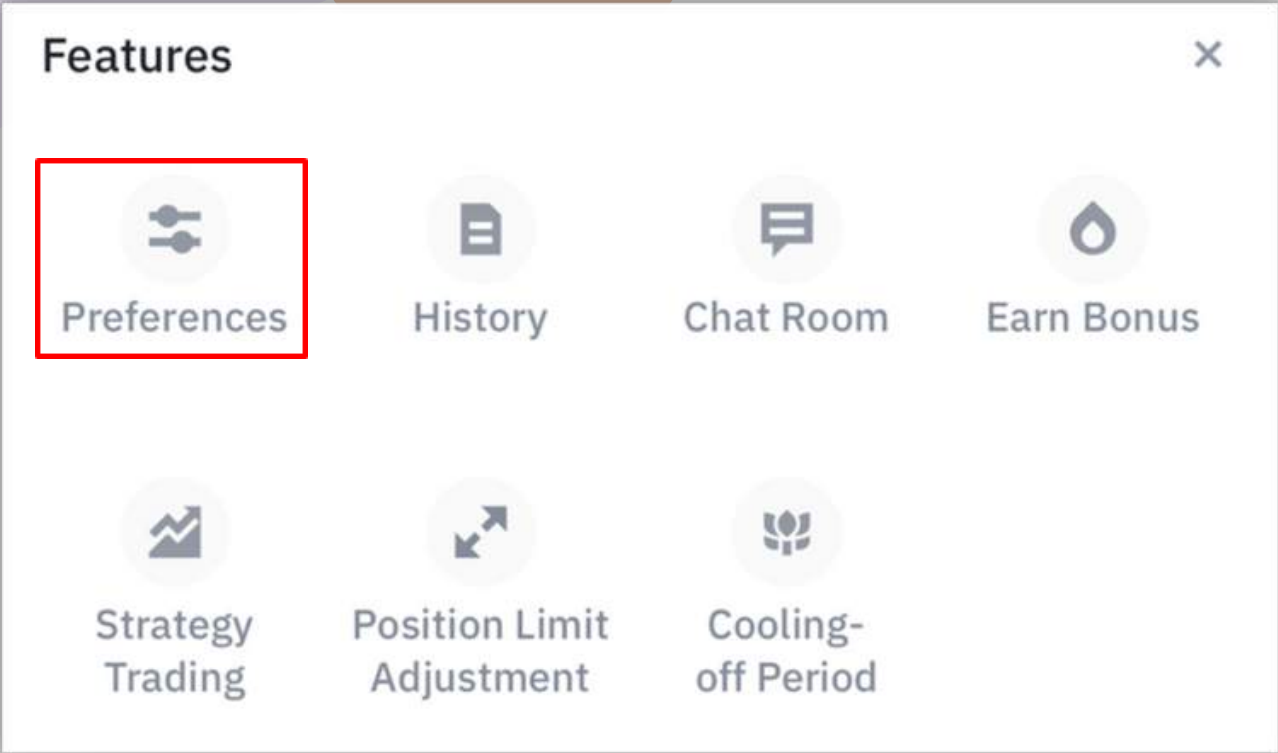 Features
Preferences
History
Chat Room
Earn Bonus
Strategy
Trading
Position Limit
Adjustment
Cooling-
off Period